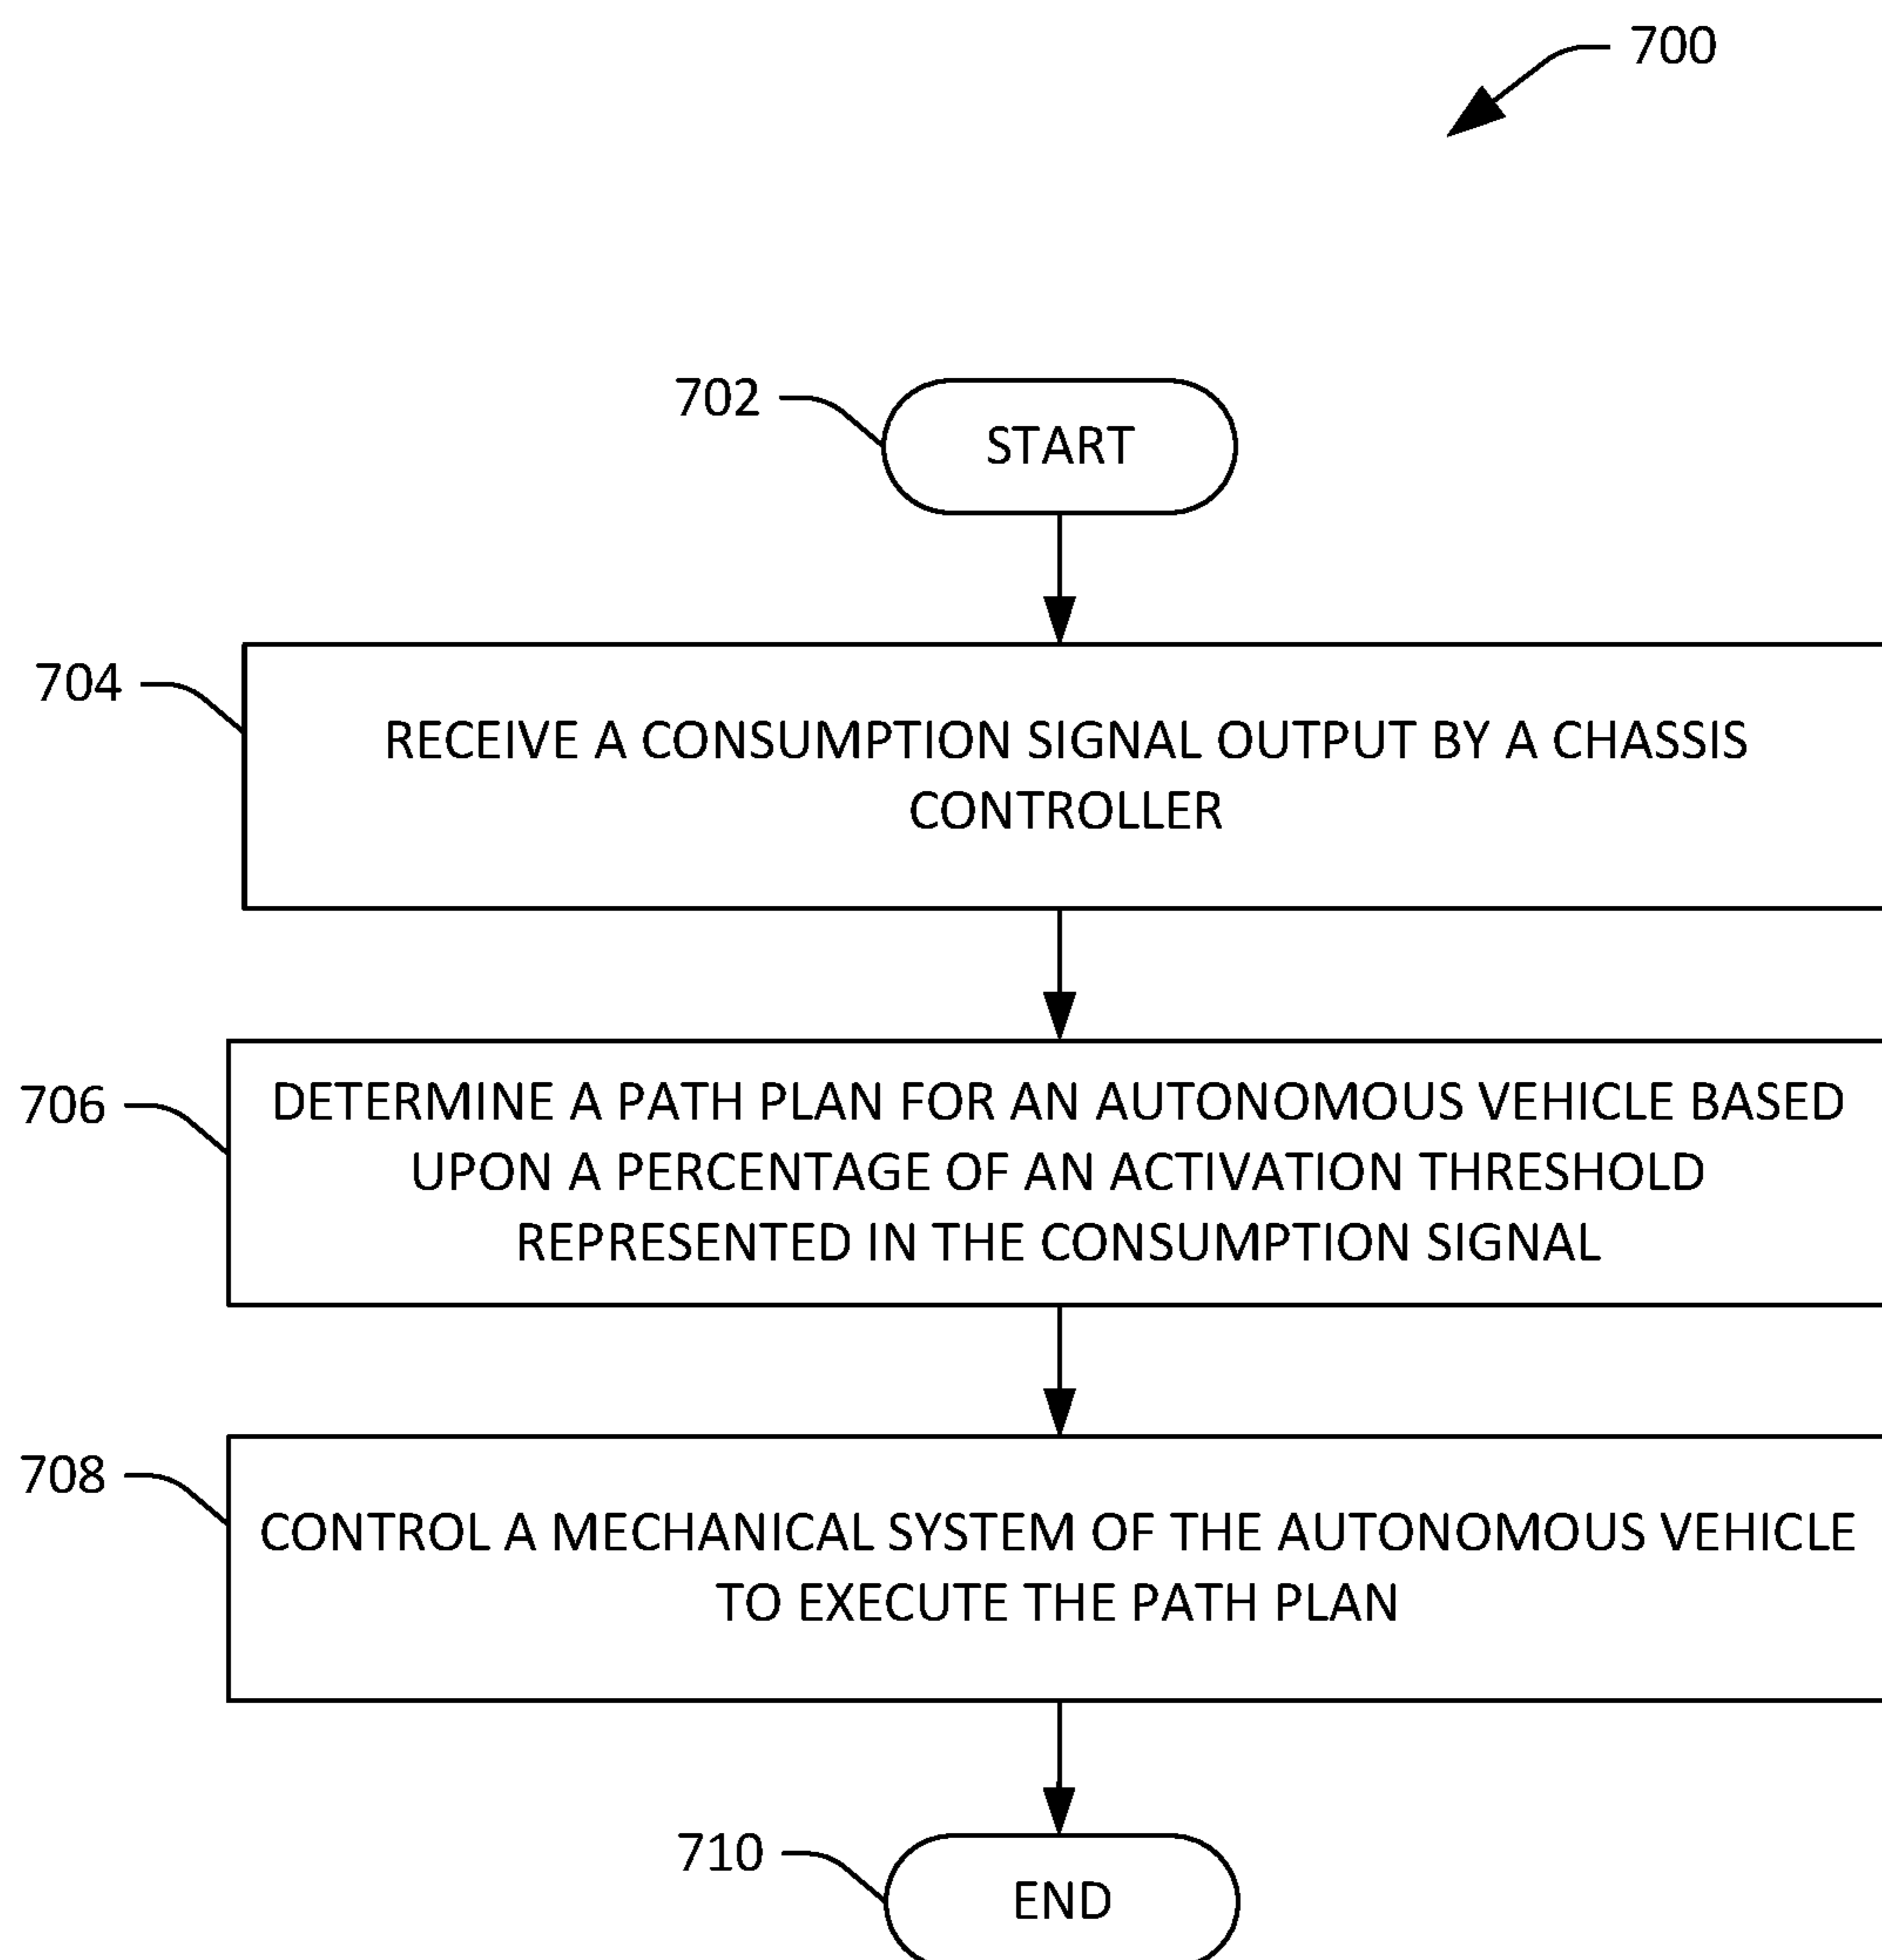 700
702
START
704
RECEIVE A CONSUMPTION SIGNAL OUTPUT BY A CHASSIS
CONTROLLER
706
DETERMINE A PATH PLAN FOR AN AUTONOMOUS VEHICLE BASED
UPON A PERCENTAGE OF AN ACTIVATION THRESHOLD
REPRESENTED IN THE CONSUMPTION SIGNAL
708
CONTROL A MECHANICAL SYSTEM OF THE AUTONOMOUS VEHICLE
TO EXECUTE THE PATH PLAN
710
END